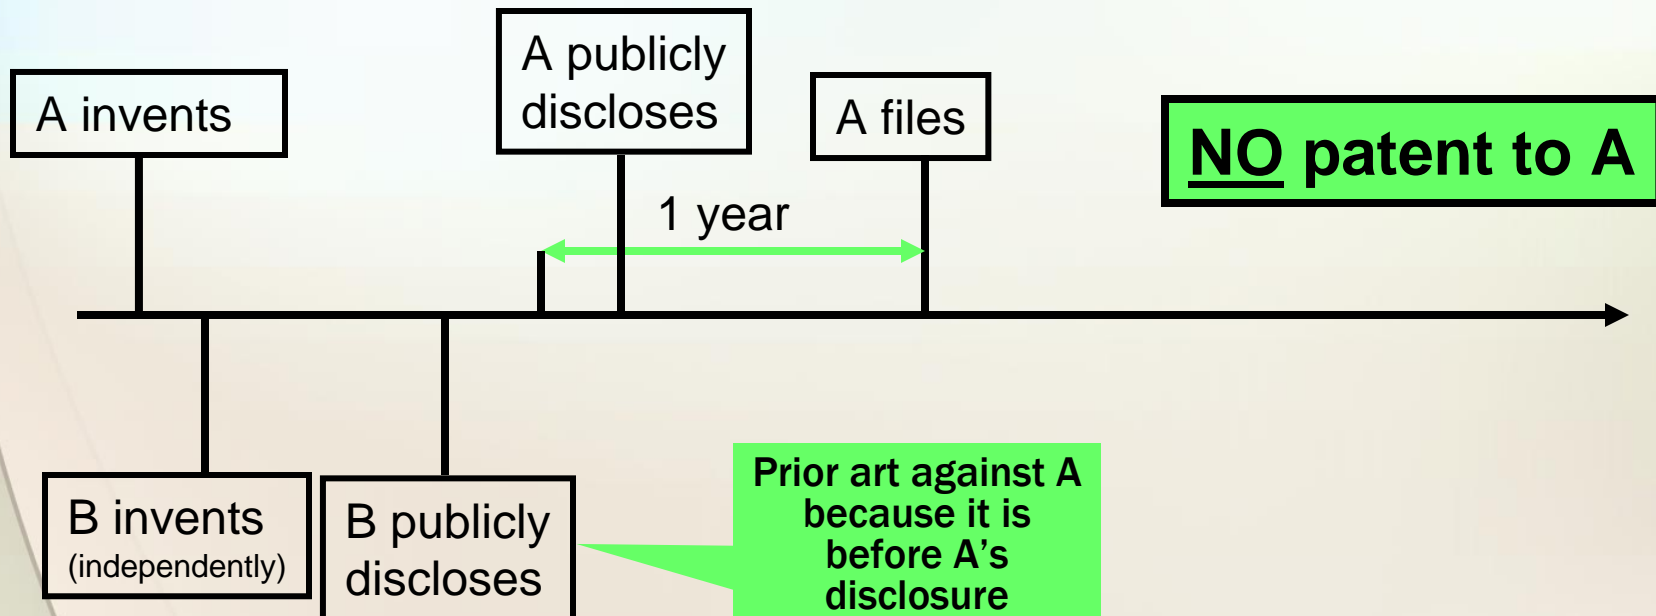 A publicly
discloses
A invents
A files
NO patent to A
1 year
B invents
(independently)
B publicly
discloses
Prior art against A
because it is
before A's
disclosure